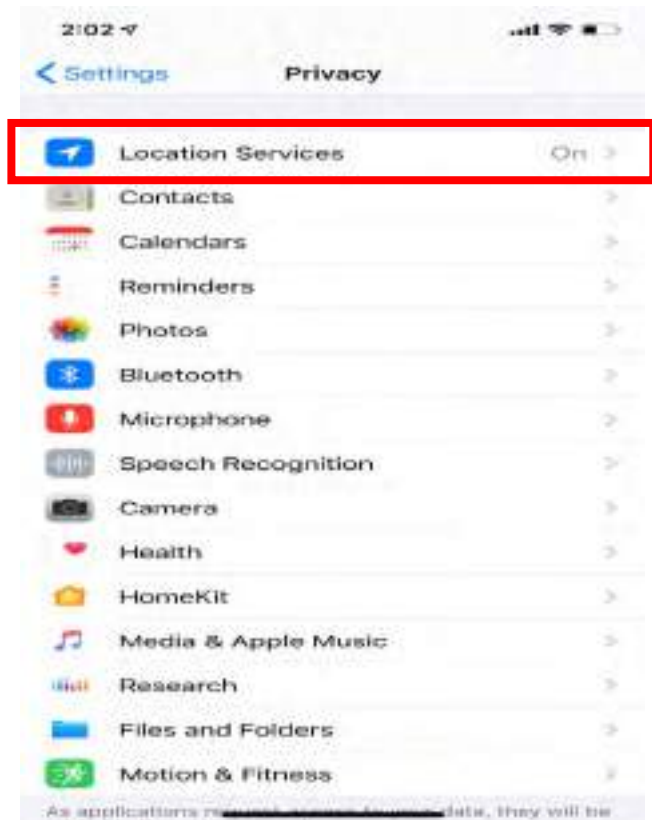 2:02
Settings
Privacy
Location Services On
Contacts
Calendars
Reminders
Photos
Bluetooth
Microphone
Speech Recognition
Camera
Health
HomeKit
Media & Apple Music
Research
Files and Folders
Motion & Fitness
As applications data, they will be